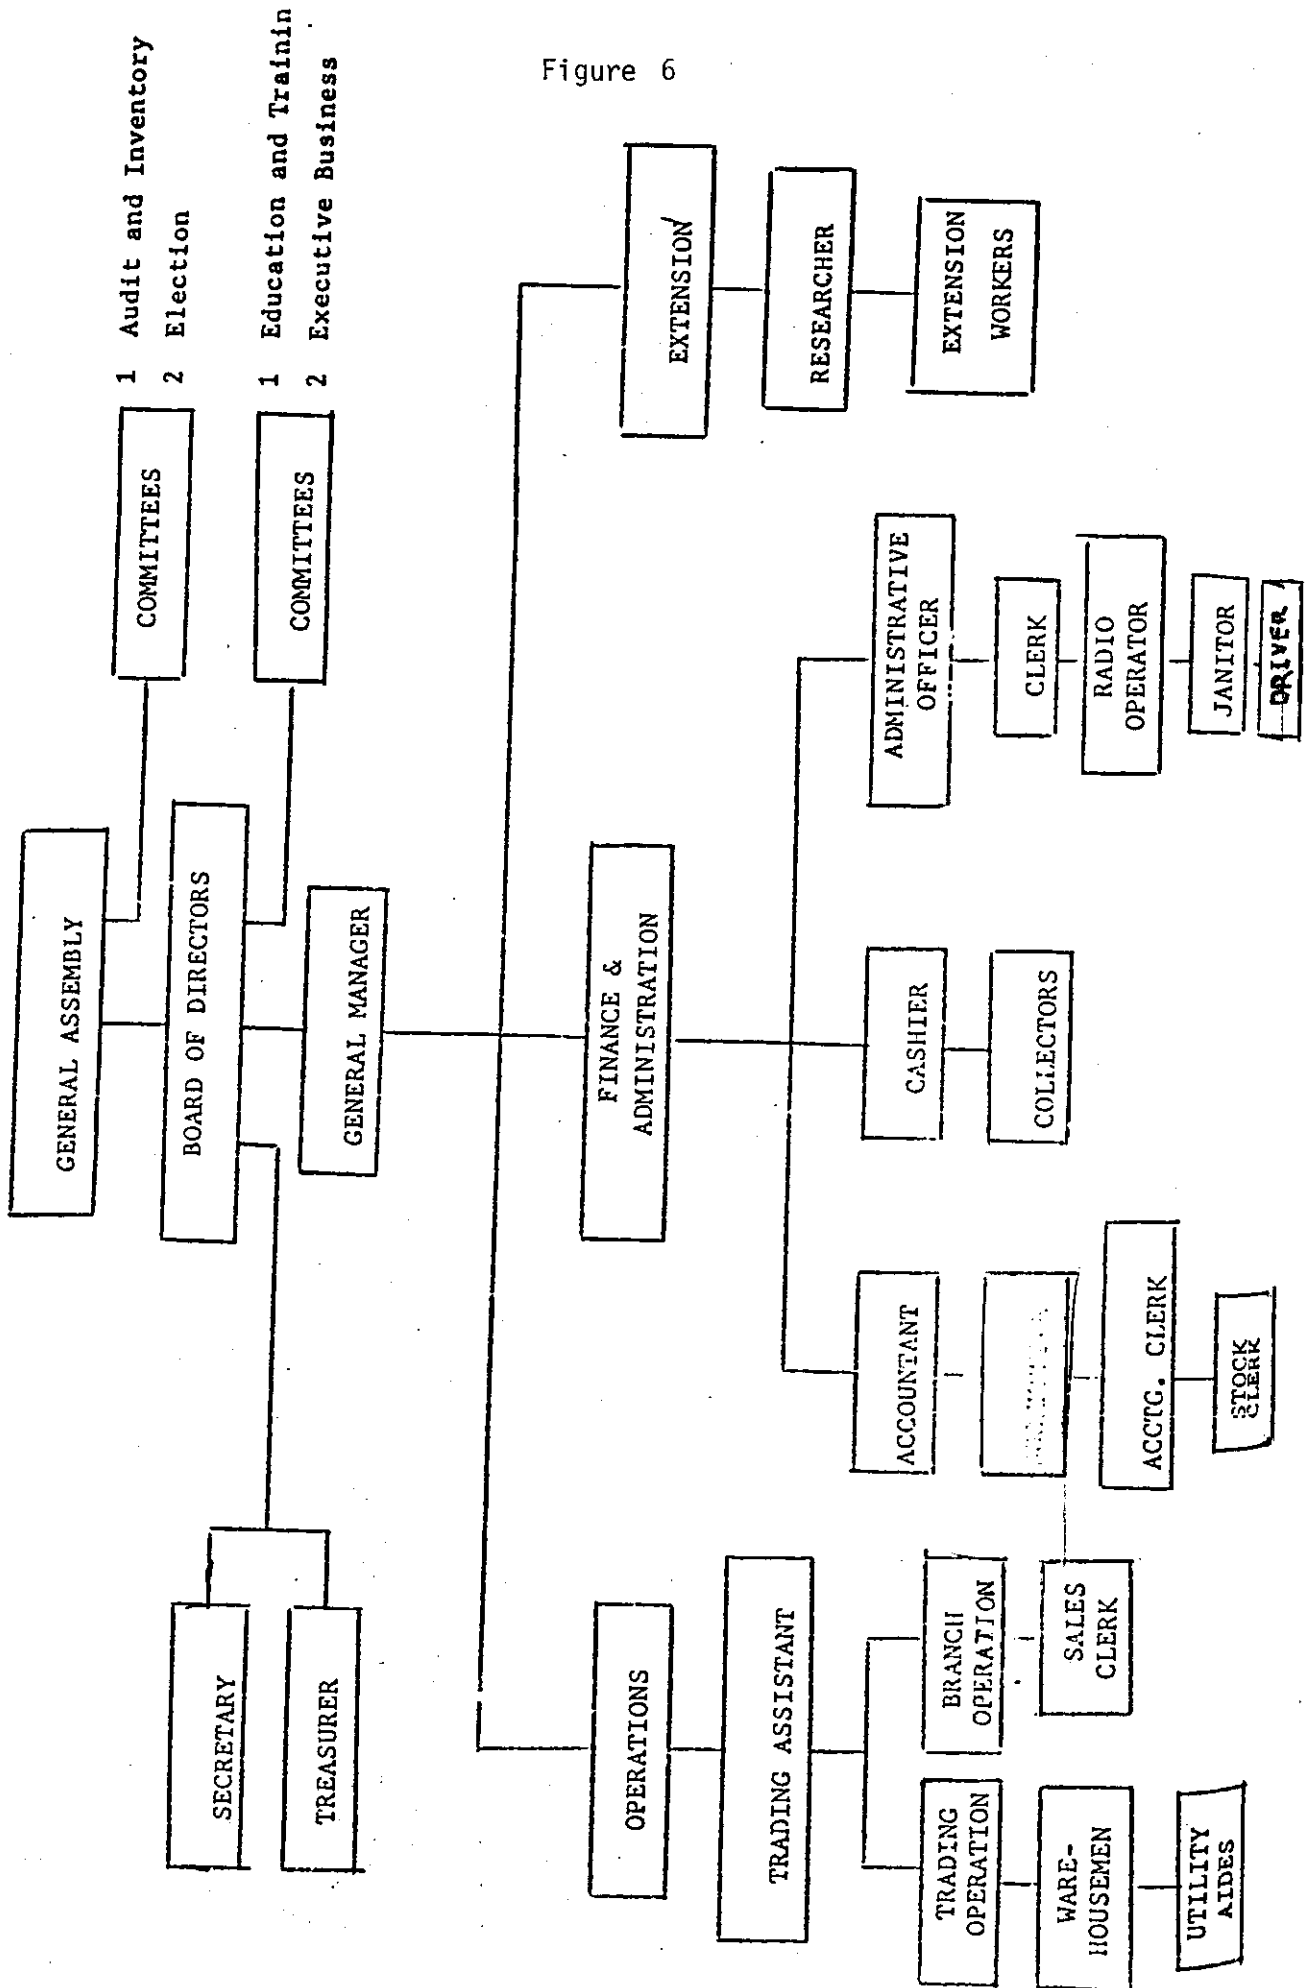 Figure 6
GENERAL ASSEMBLY
COMMITTEES
1 Audit and Inventory
2 Election
BOARD OF DIRECTORS
COMMITTEES
1 Education and Trainin
2 Executive Business
SECRETARY
TREASURER
GENERAL MANAGER
OPERATIONS
FINANCE &
ADMINISTRATION
EXTENSION
TRADING ASSISTANT
RESEARCHER
TRADING
OPERATION
BRANCH
OPERATION
ACCOUNTANT
CASHIER
ADMINISTRATIVE
OFFICER
EXTENSION
WORKERS
WARE-
HOUSEMEN
SALES
CLERK
COLLECTORS
CLERK
UTILITY
AIDES
ACCTG. CLERK
RADIO
OPERATOR
STOCK
CLERK
JANITOR
DRIVER